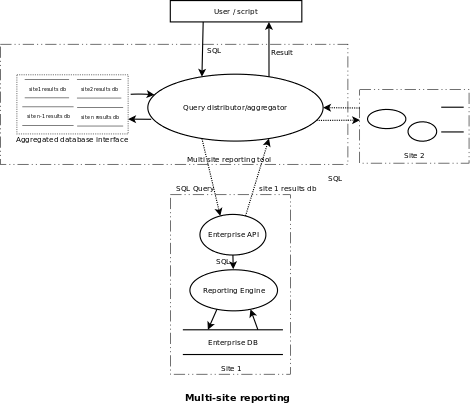 User / script
SQL
Result
site1 results db
site2 results db
Query distributor/aggregator
site n-1 results db
site n results db
Aggregated database interface
Site 2
Multi site reporting tool
SQL
SQL Query
site 1 results db
Enterprise API
SQL
Reporting Engine
Enterprise DB
Site 1
Multi-site reporting